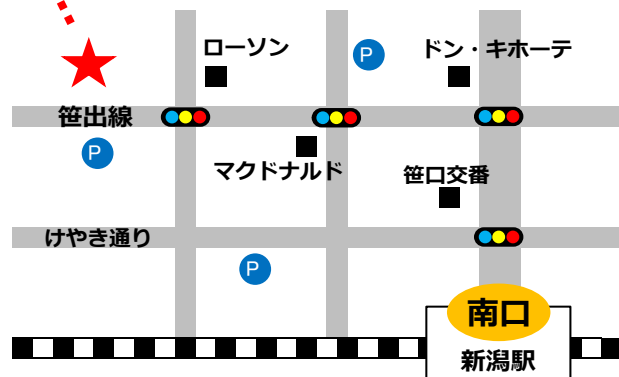 ローソン
P
ドン・キホーテ
笹出線
P
マクドナルド
笹口交番
けやき通り
P
南口
新潟駅